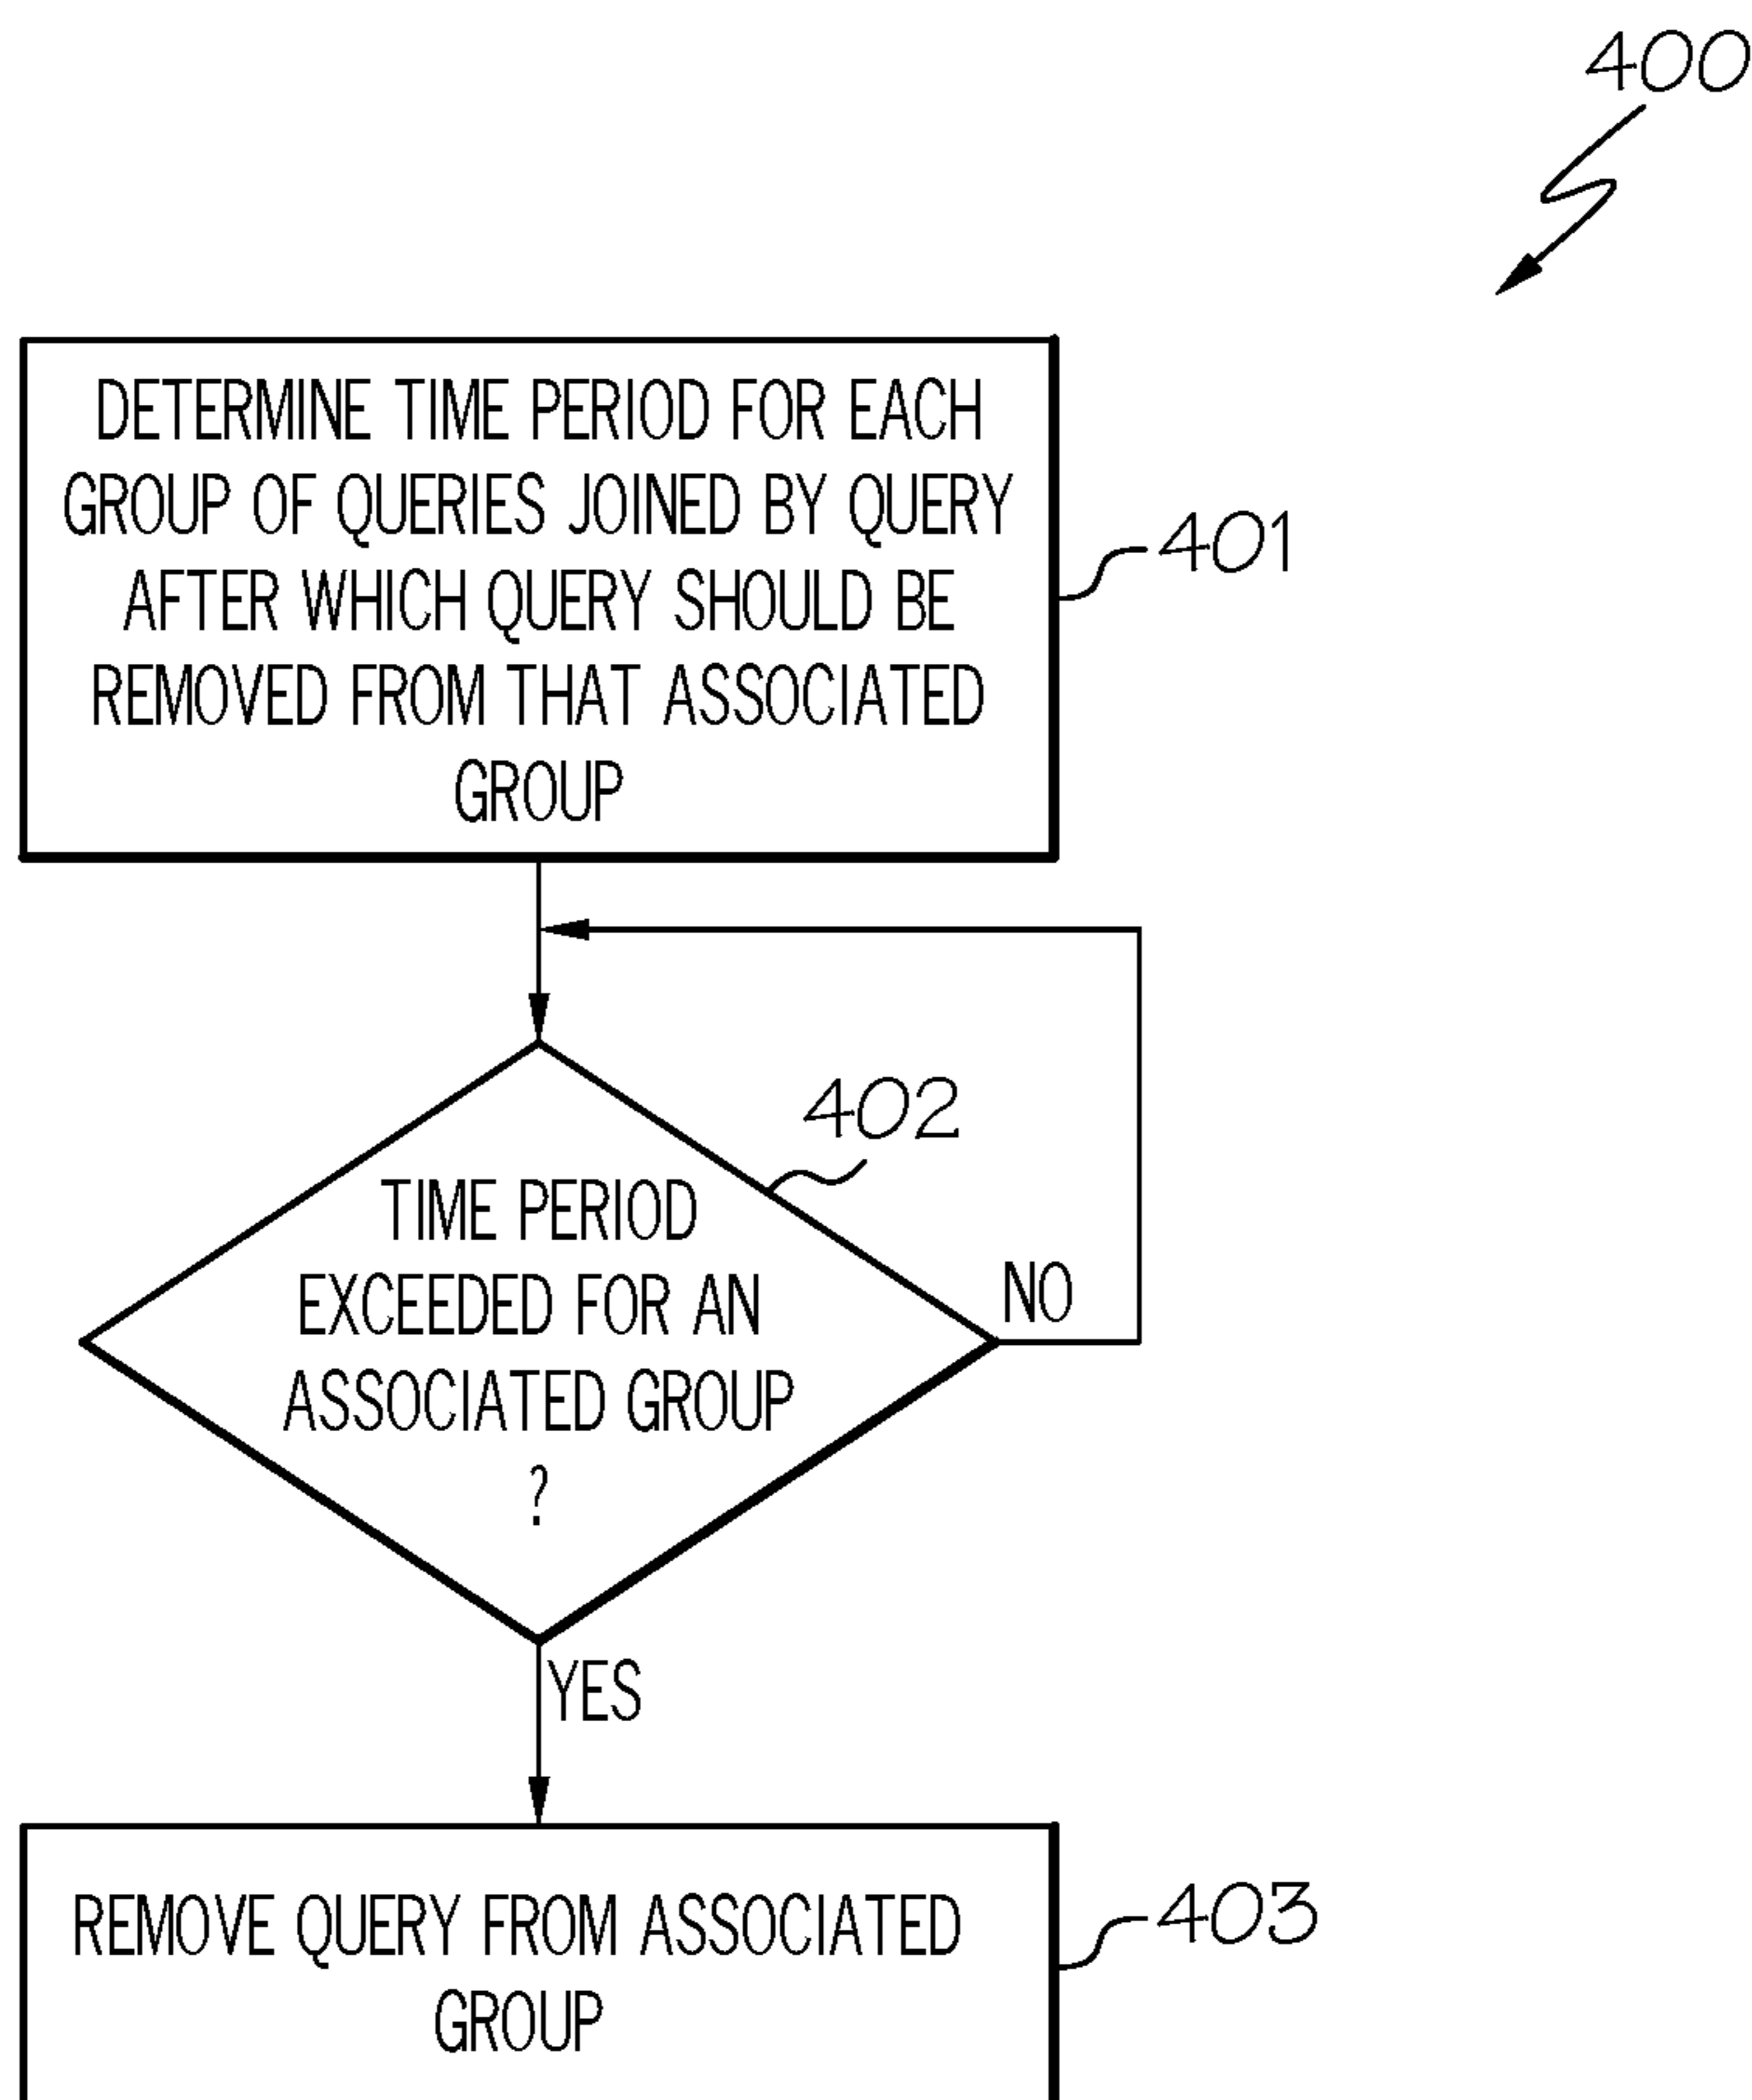 400
DETERMINE TIME PERIOD FOR EACH
GROUP OF QUERIES JOINED BY QUERY
AFTER WHICH QUERY SHOULD BE
REMOVED FROM THAT ASSOCIATED
GROUP
401
402
TIME PERIOD
EXCEEDED FOR AN
ASSOCIATED GROUP
?
NO
YES
REMOVE QUERY FROM ASSOCIATED
GROUP
403